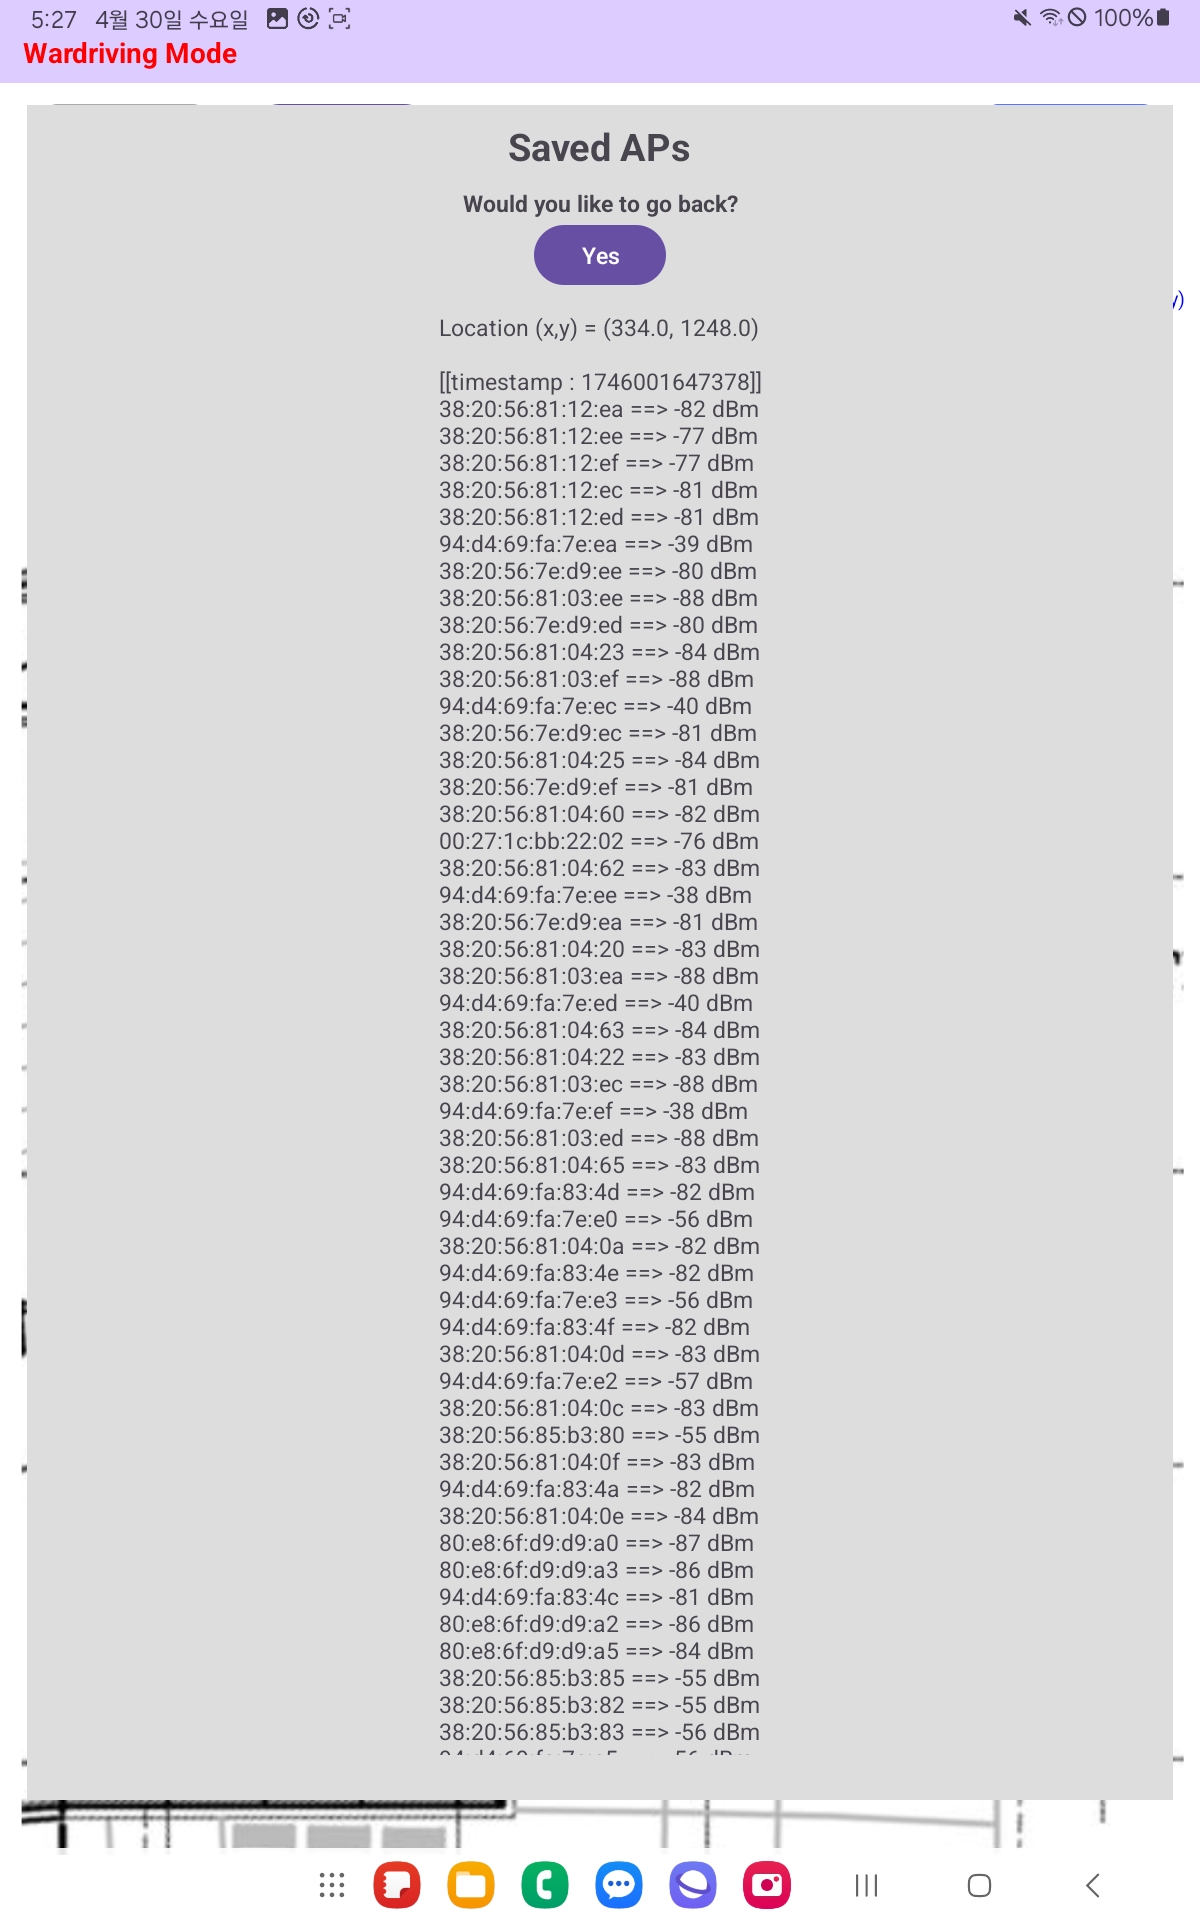 5:27 4월 30일 수요일 100%
Wardriving Mode
Saved APs
Would you like to go back?
Yes
y)
Location (x,y) = (334.0, 1248.0)
[[timestamp : 1746001647378]]
38:20:56:81:12:ea ==> -82 dBm
38:20:56:81:12:ee ==> -77 dBm
38:20:56:81:12:ef ==> -77 dBm
38:20:56:81:12:ec ==> -81 dBm
38:20:56:81:12:ed ==> -81 dBm
94:d4:69:fa:7e:ea ==> -39 dBm
38:20:56:7e:d9:ee ==> -80 dBm
38:20:56:81:03:ee ==> -88 dBm
38:20:56:7e:d9:ed ==> -80 dBm
38:20:56:81:04:23 ==> -84 dBm
38:20:56:81:03:ef ==> -88 dBm
94:d4:69:fa:7e:ec ==> -40 dBm
38:20:56:7e:d9:ec ==> -81 dBm
38:20:56:81:04:25 ==> -84 dBm
38:20:56:7e:d9:ef ==> -81 dBm
38:20:56:81:04:60 ==> -82 dBm
00:27:1c:bb:22:02 ==> -76 dBm
38:20:56:81:04:62 ==> -83 dBm
94:d4:69:fa:7e:ee ==> -38 dBm
38:20:56:7e:d9:ea ==> -81 dBm
38:20:56:81:04:20 ==> -83 dBm
38:20:56:81:03:ea ==> -88 dBm
94:d4:69:fa:7e:ed ==> -40 dBm
38:20:56:81:04:63 ==> -84 dBm
38:20:56:81:04:22 ==> -83 dBm
38:20:56:81:03:ec ==> -88 dBm
94:d4:69:fa:7e:ef ==> -38 dBm
38:20:56:81:03:ed ==> -88 dBm
38:20:56:81:04:65 ==> -83 dBm
94:d4:69:fa:83:4d ==> -82 dBm
94:d4:69:fa:7e:e0 ==> -56 dBm
38:20:56:81:04:0a ==> -82 dBm
94:d4:69:fa:83:4e ==> -82 dBm
94:d4:69:fa:7e:e3 ==> -56 dBm
94:d4:69:fa:83:4f ==> -82 dBm
38:20:56:81:04:0d ==> -83 dBm
94:d4:69:fa:7e:e2 ==> -57 dBm
38:20:56:81:04:0c ==> -83 dBm
38:20:56:85:b3:80 ==> -55 dBm
38:20:56:81:04:0f ==> -83 dBm
94:d4:69:fa:83:4a ==> -82 dBm
38:20:56:81:04:0e ==> -84 dBm
80:e8:6f:d9:d9:a0 ==> -87 dBm
80:e8:6f:d9:d9:a3 ==> -86 dBm
94:d4:69:fa:83:4c ==> -81 dBm
80:e8:6f:d9:d9:a2 ==> -86 dBm
80:e8:6f:d9:d9:a5 ==> -84 dBm
38:20:56:85:b3:85 ==> -55 dBm
38:20:56:85:b3:82 ==> -55 dBm
38:20:56:85:b3:83 ==> -56 dBm